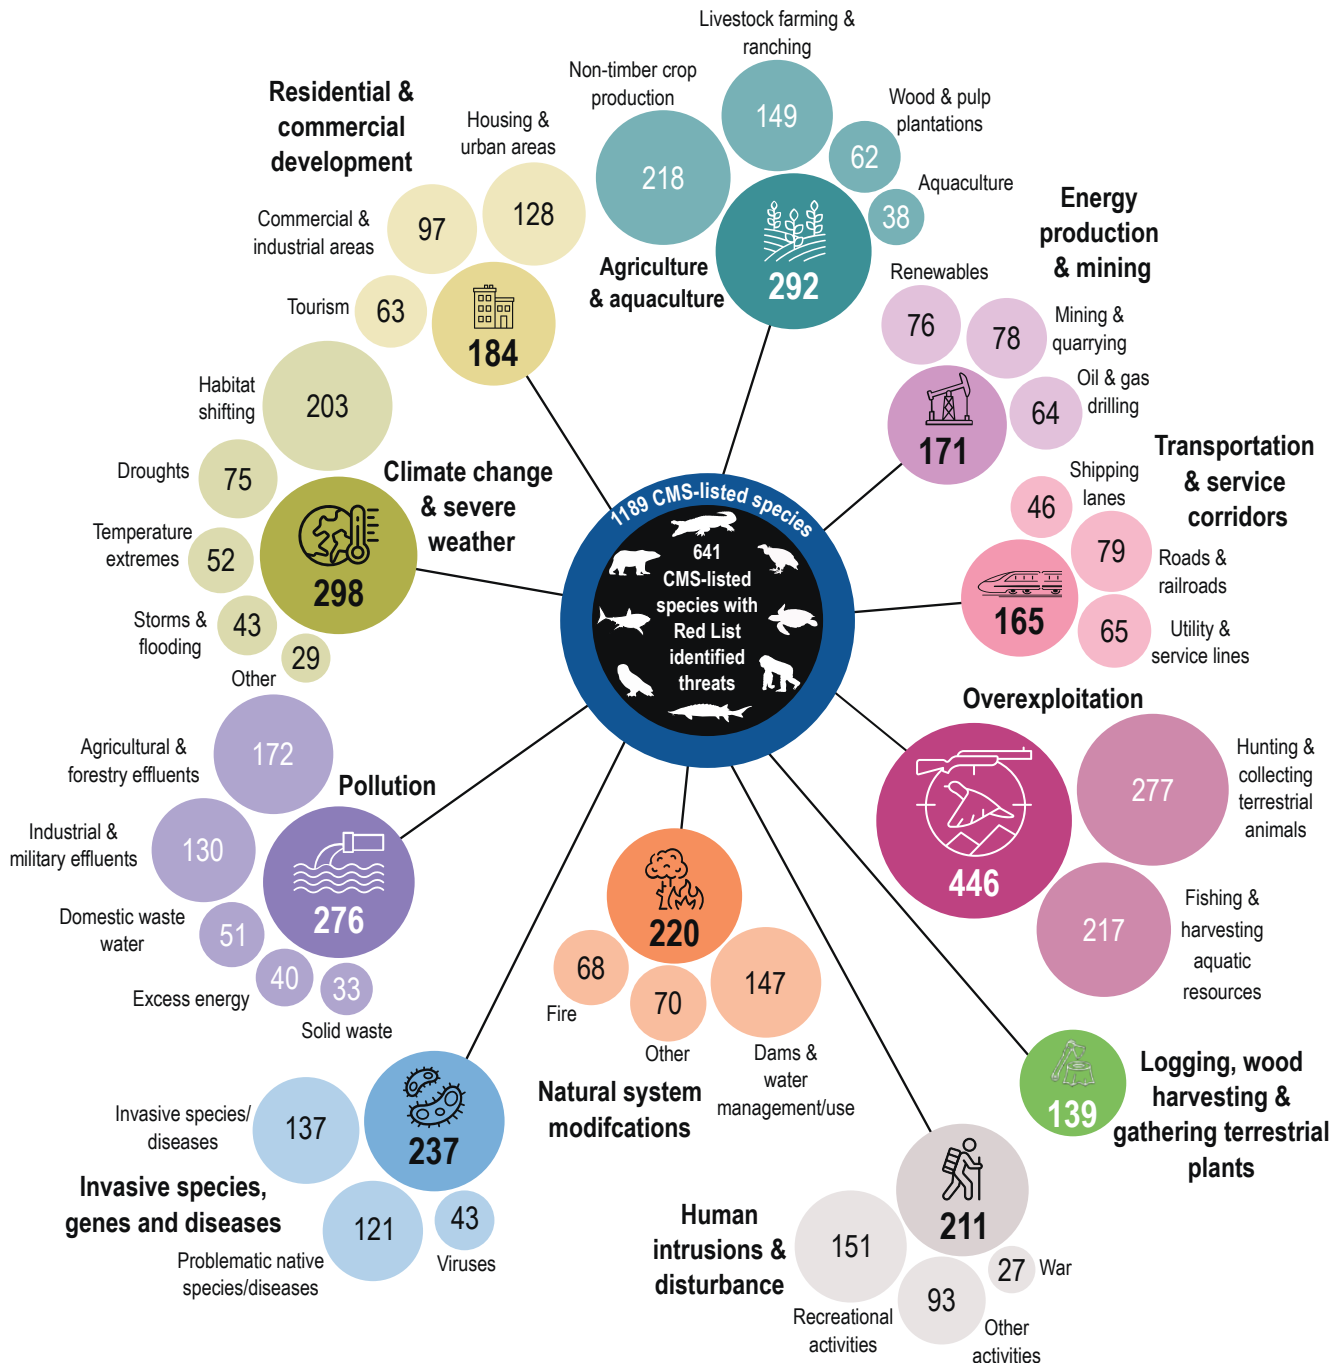 Residential &
commercial
development
Housing &
urban areas
128
Commercial &
industrial areas
97
Tourism
63
184
Livestock farming &
ranching
149
Non-timber crop
production
218
Wood & pulp
plantations
62
Aquaculture
38
Agriculture
& aquaculture
292
Energy
production
& mining
Renewables
76
Mining &
quarrying
78
Oil & gas
drilling
64
171
Transportation
& service
corridors
Shipping
lanes
46
Roads &
railroads
79
Utility &
service lines
65
165
Habitat
shifting
203
Droughts
75
Temperature
extremes
52
Storms &
flooding
43
Other
29
Climate change
& severe
weather
298
1189 CMS-listed species
641
CMS-listed
species with
Red List
identified
threats
Overexploitation
446
Hunting &
collecting
terrestrial
animals
277
Fishing &
harvesting
aquatic
resources
217
Agricultural &
forestry effluents
172
Industrial &
military effluents
130
Domestic waste
water
51
Excess energy
40
Solid waste
33
Pollution
276
220
Fire
68
Other
70
Dams &
water
management/use
147
Natural system
modifcations
139
Logging, wood
harvesting &
gathering terrestrial
plants
Invasive species/
diseases
137
237
Invasive species,
genes and diseases
Problematic native
species/diseases
121
Viruses
43
Human
intrusions &
disturbance
211
Recreational
activities
151
Other
activities
93
War
27